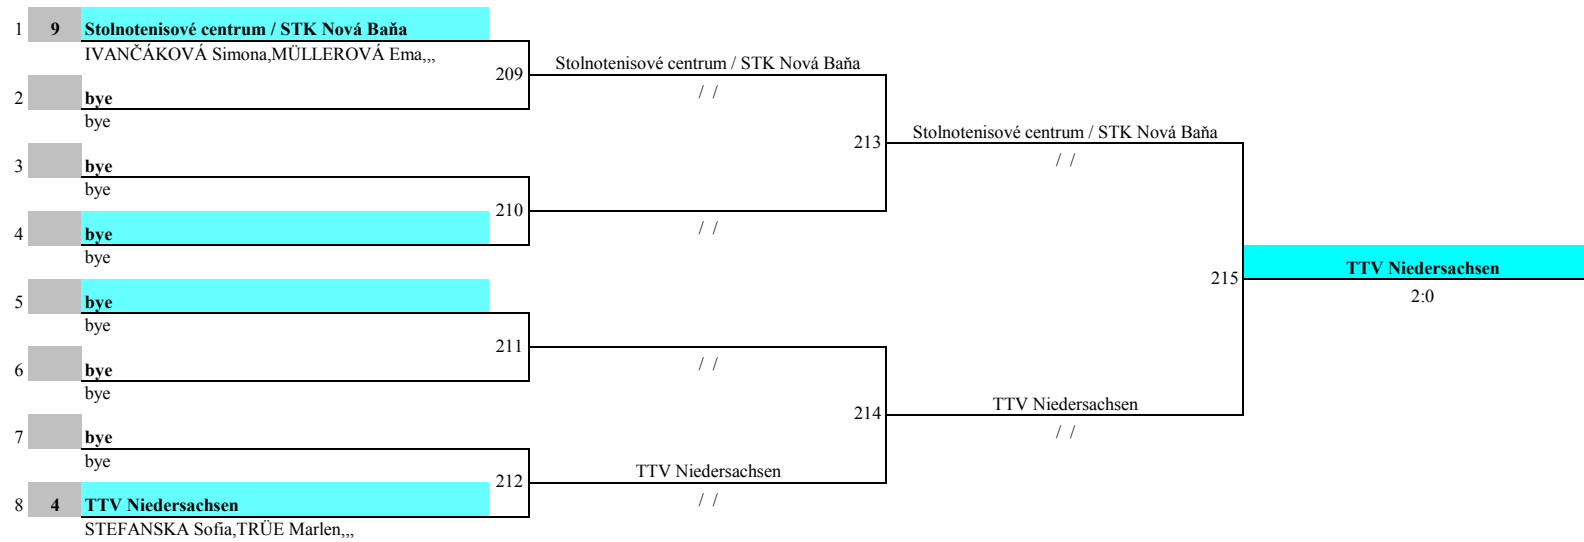 1 9 Stolnotenisové centrum / STK Nová Baňa
IVANČÁKOVÁ Simona,MÜLLEROVÁ Ema,,,
209 Stolnotenisové centrum / STK Nová Baňa
/ /
2 bye
bye
213 Stolnotenisové centrum / STK Nová Baňa
/ /
3 bye
bye
210
/ /
4 bye
bye
215 TTV Niedersachsen
2:0
5 bye
bye
211
/ /
6 bye
bye
214 TTV Niedersachsen
/ /
7 bye
bye
212 TTV Niedersachsen
/ /
8 4 TTV Niedersachsen
STEFANSKA Sofia,TRÜE Marlen,,,